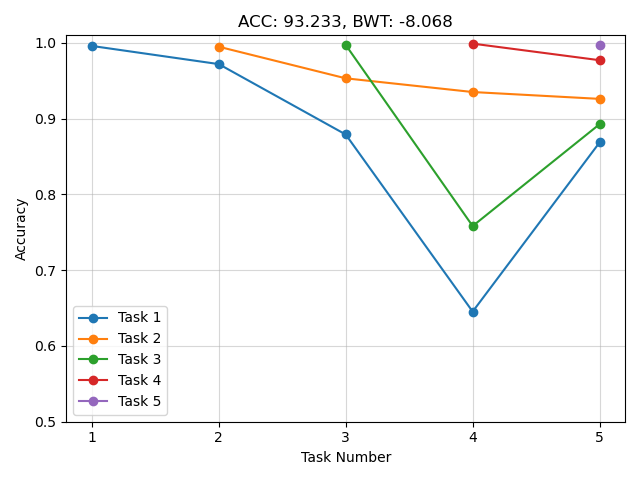 ACC: 93.233, BWT: -8.068
Accuracy
1.0
0.9
0.8
0.7
0.6
0.5
Task 1
Task 2
Task 3
Task 4
Task 5
1 2 3 4 5
Task Number